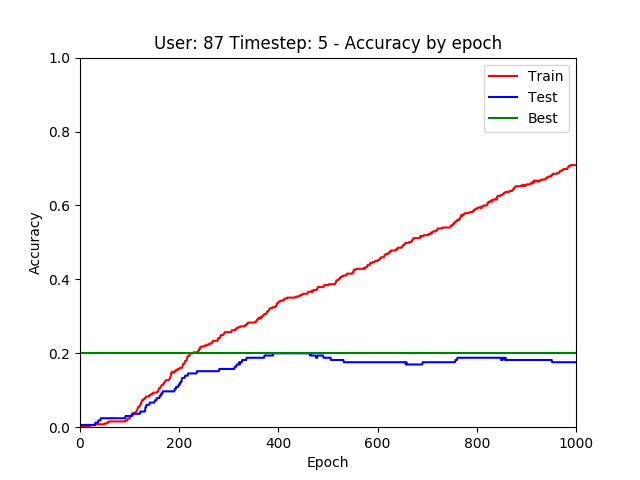 User: 87 Timestep: 5 - Accuracy by epoch
1.0
0.8
0.6
0.4
0.2
0.0
Accuracy
Train
Test
Best
0 200 400 600 800 1000
Epoch